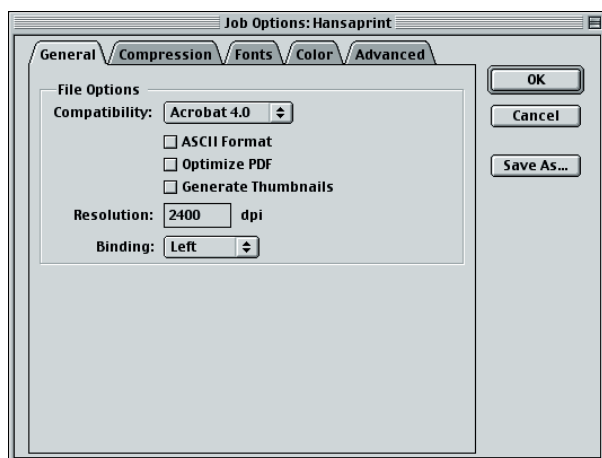 Job Options: Hansaprint
General Compression Fonts Color Advanced
File Options
Compatibility: Acrobat 4.0
ASCII Format
Optimize PDF
Generate Thumbnails
Resolution: 2400 dpi
Binding: Left
OK
Cancel
Save As...